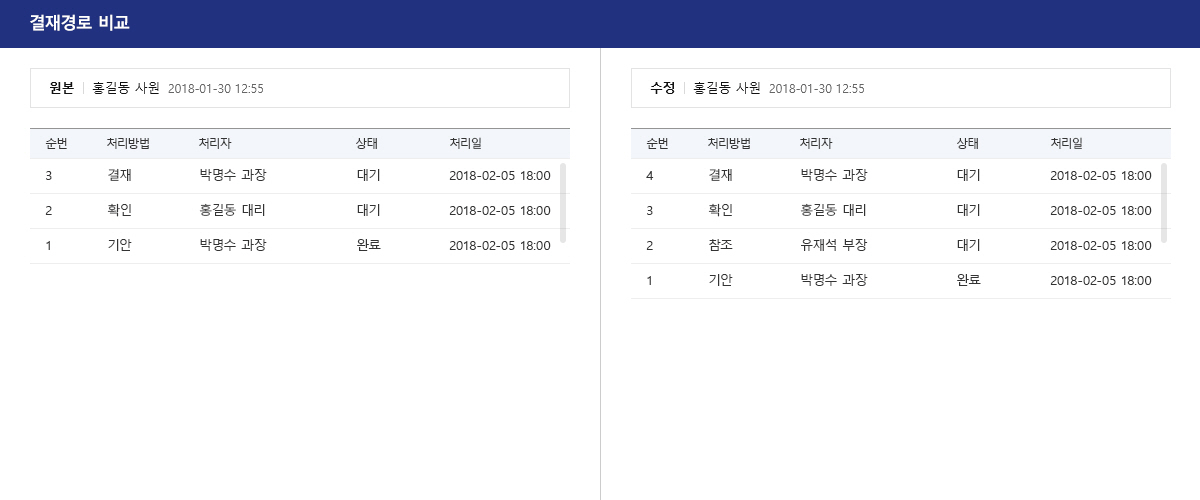 결재경로 비교
원본 홍길동 사원 2018-01-30 12:55
순번 처리방법 처리자 상태 처리일
3 결재 박명수 과장 대기 2018-02-05 18:00
2 확인 홍길동 대리 대기 2018-02-05 18:00
1 기안 박명수 과장 완료 2018-02-05 18:00
수정 홍길동 사원 2018-01-30 12:55
순번 처리방법 처리자 상태 처리일
4 결재 박명수 과장 대기 2018-02-05 18:00
3 확인 홍길동 대리 대기 2018-02-05 18:00
2 참조 유재석 부장 대기 2018-02-05 18:00
1 기안 박명수 과장 완료 2018-02-05 18:00